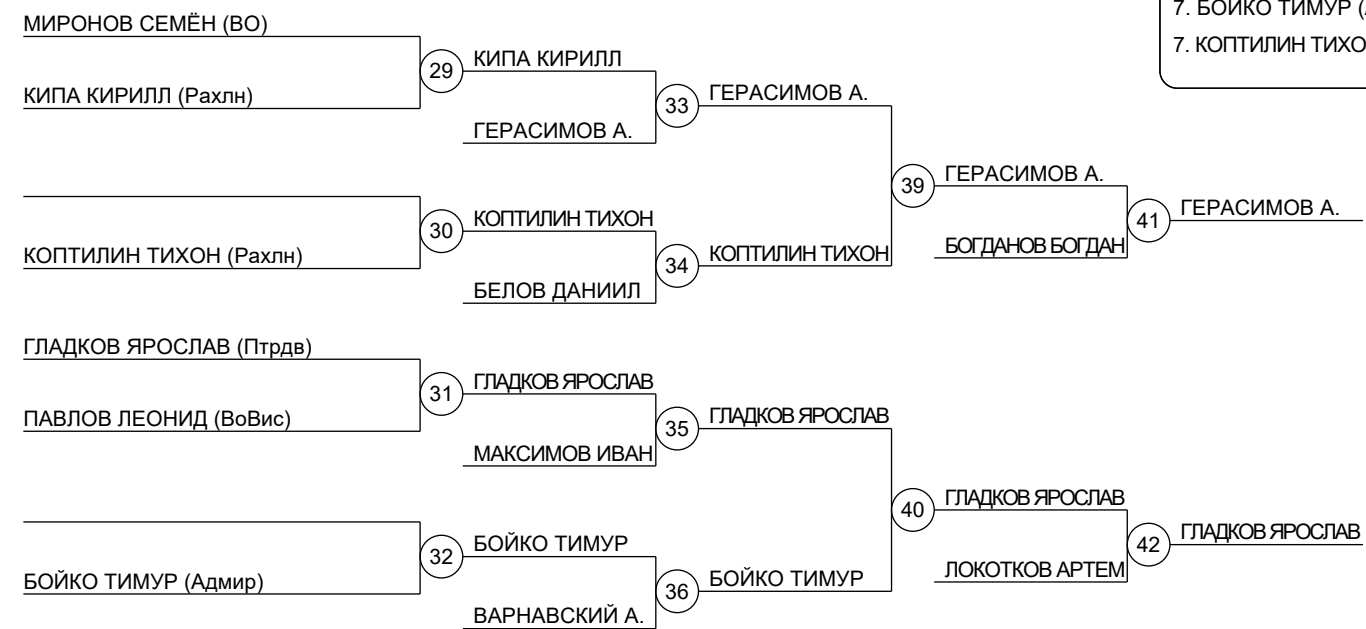 7. БОЙКО ТИМУР (
7. КОПТИЛИН ТИХО
МИРОНОВ СЕМЁН (ВО)
29
КИПА КИРИЛЛ
КИПА КИРИЛЛ (Рахлн)
33
ГЕРАСИМОВ А.
ГЕРАСИМОВ А.
39
ГЕРАСИМОВ А.
30
КОПТИЛИН ТИХОН
41
ГЕРАСИМОВ А.
КОПТИЛИН ТИХОН (Рахлн)
34
КОПТИЛИН ТИХОН
БОГДАНОВ БОГДАН
БЕЛОВ ДАНИИЛ
ГЛАДКОВ ЯРОСЛАВ (Птрдв)
31
ГЛАДКОВ ЯРОСЛАВ
ПАВЛОВ ЛЕОНИД (ВоВис)
35
ГЛАДКОВ ЯРОСЛАВ
МАКСИМОВ ИВАН
40
ГЛАДКОВ ЯРОСЛАВ
32
БОЙКО ТИМУР
42
ГЛАДКОВ ЯРОСЛАВ
БОЙКО ТИМУР (Адмир)
36
БОЙКО ТИМУР
ЛОКОТКОВ АРТЕМ
ВАРНАВСКИЙ А.